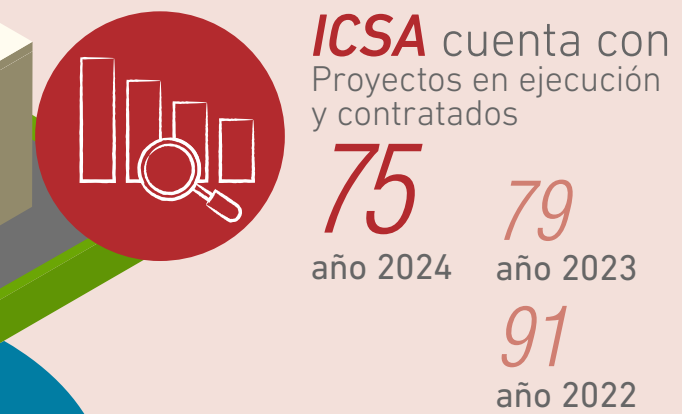 ICSA cuenta con
Proyectos en ejecución
y contratados
75
año 2024
79
año 2023
91
año 2022